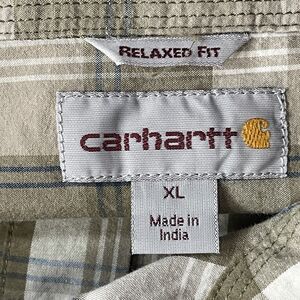 RELAXED FIT
carhartt
XL
Made in
India